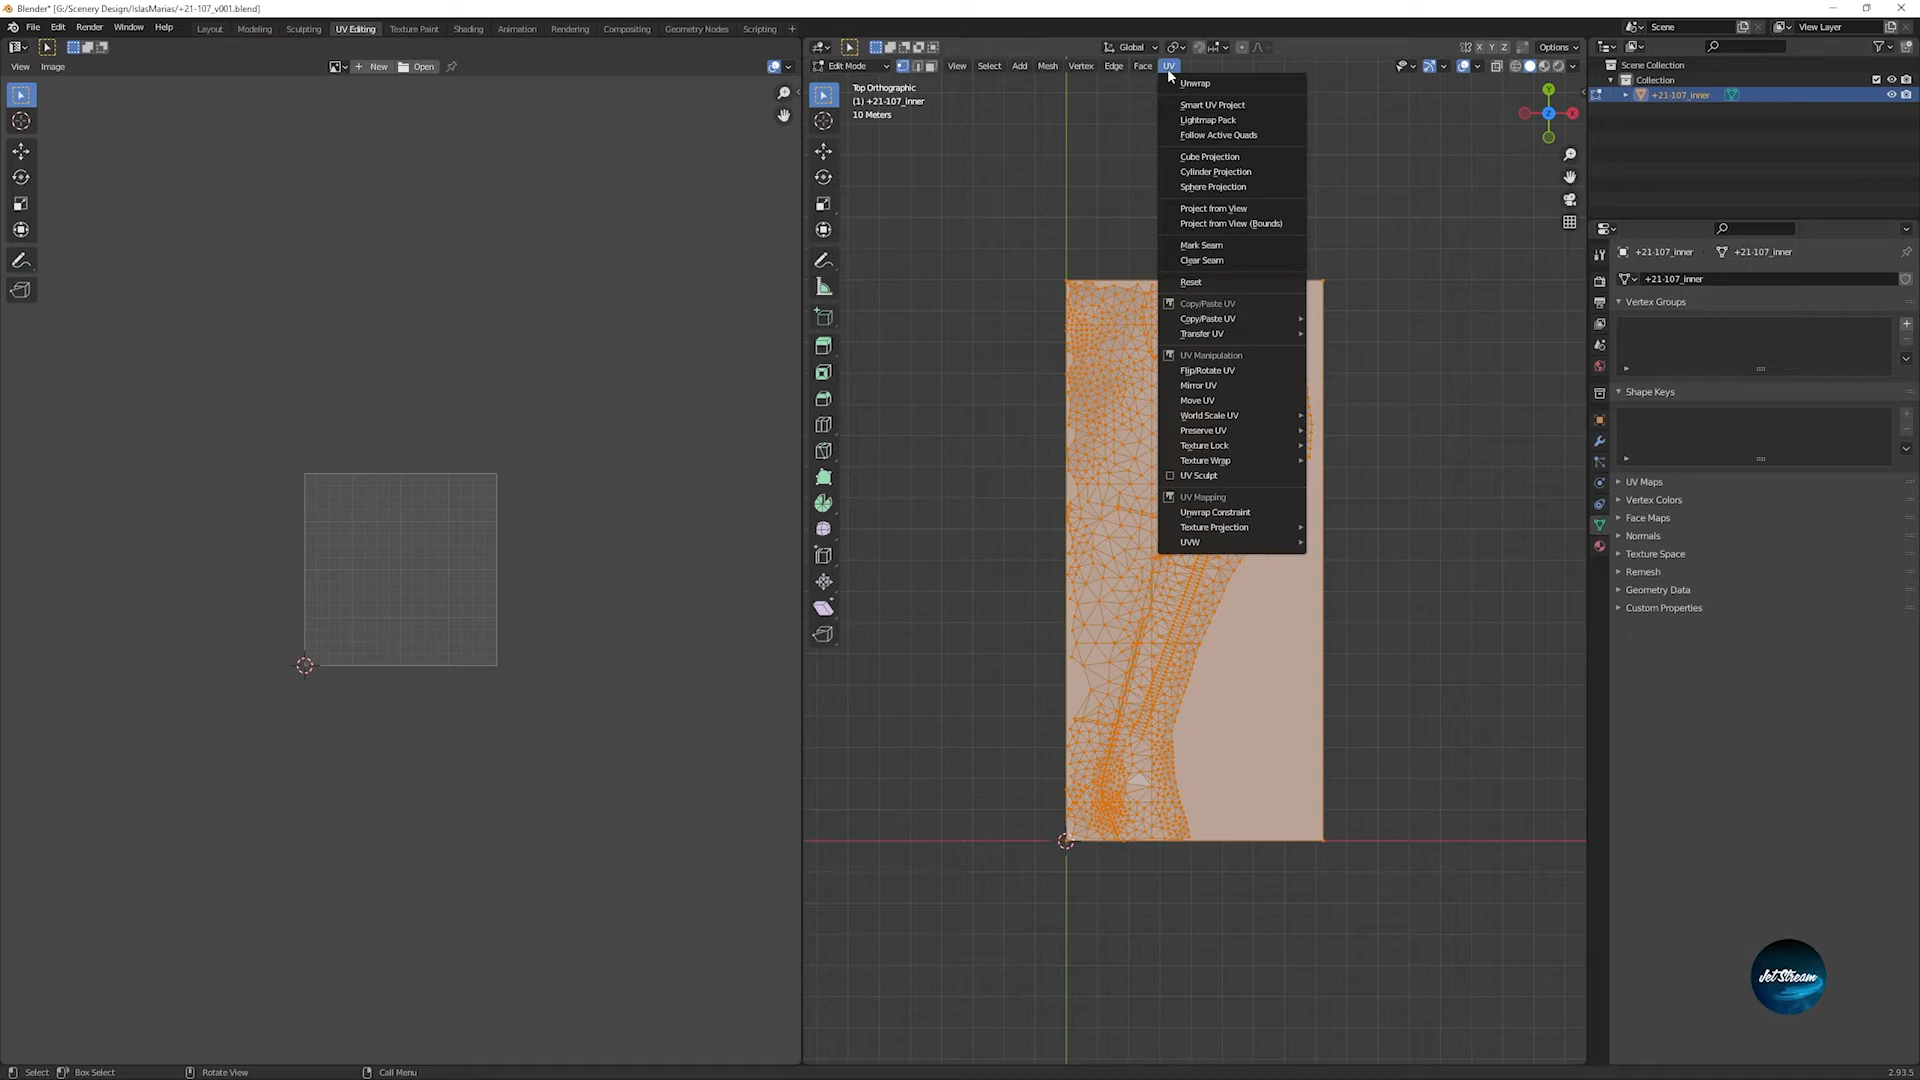 Blender* [G:/Scenery Design/IslasMarias/+21-107_v001.blend]
File Edit Render Window Help
Layout Modeling Sculpting UV Editing Texture Paint Shading Animation Rendering Compositing Geometry Nodes Scripting +
Scene
View Layer
Global
X Y Z
Options
View Image
New
Open
Edit Mode
View Select Add Mesh Vertex Edge Face UV
Top Orthographic
(1) +21-107_inner
10 Meters
Unwrap
Smart UV Project
Lightmap Pack
Follow Active Quads
Cube Projection
Cylinder Projection
Sphere Projection
Project from View
Project from View (Bounds)
Mark Seam
Clear Seam
Reset
Copy/Paste UV
Copy/Paste UV
Transfer UV
UV Manipulation
Flip/Rotate UV
Mirror UV
Move UV
World Scale UV
Preserve UV
Texture Lock
Texture Wrap
UV Sculpt
UV Mapping
Unwrap Constraint
Texture Projection
UVW
Y
X
Z
Scene Collection
Collection
+21-107_inner
+21-107_inner
+21-107_inner
+21-107_inner
Vertex Groups
Shape Keys
UV Maps
Vertex Colors
Face Maps
Normals
Texture Space
Remesh
Geometry Data
Custom Properties
JetStream
Select Box Select Rotate View Call Menu
2.93.5